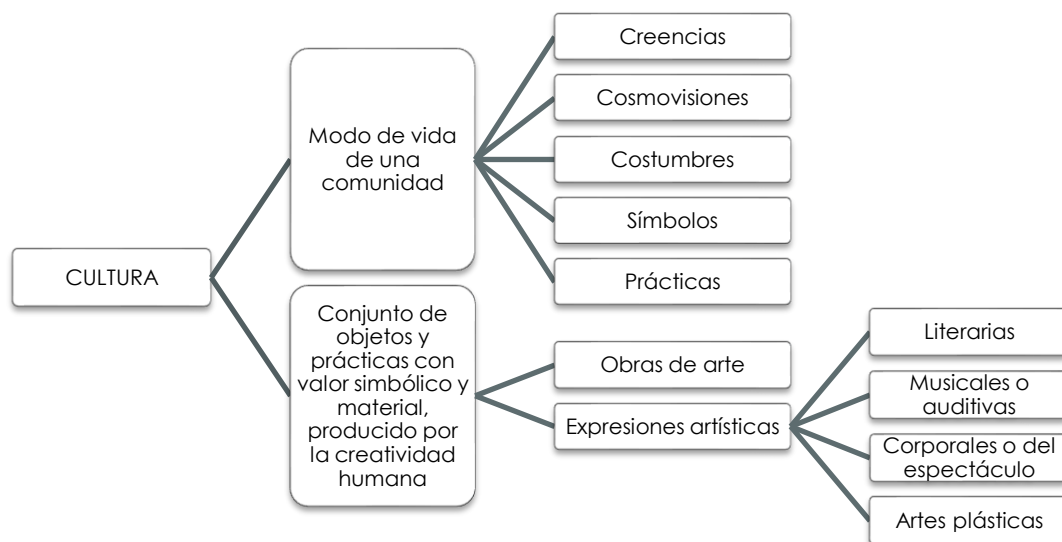 CULTURA
Modo de vida
de una
comunidad
Creencias
Cosmovisiones
Costumbres
Símbolos
Prácticas
Conjunto de
objetos y
prácticas con
valor simbólico y
material,
producido por
la creatividad
humana
Obras de arte
Expresiones artísticas
Literarias
Musicales o
auditivas
Corporales o del
espectáculo
Artes plásticas